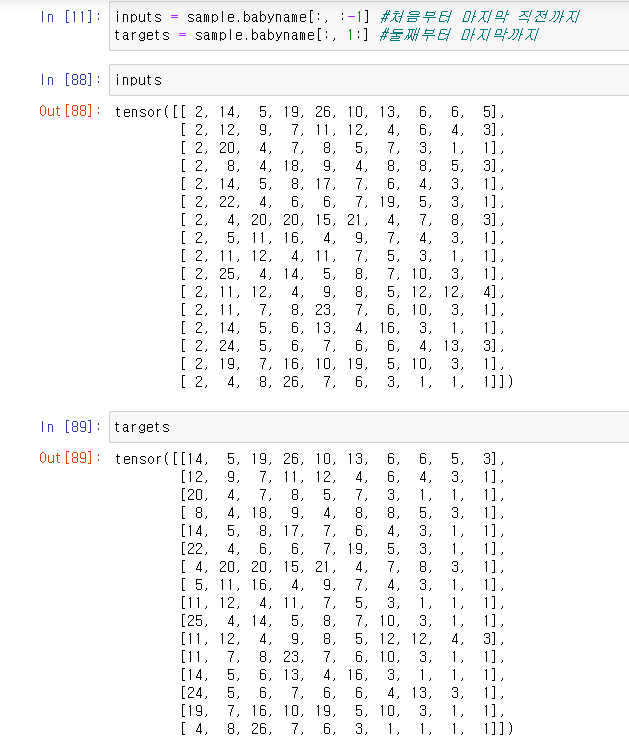 In [11]: inputs = sample.babyname[:, :-1] #처음부터 마지막 직전까지
targets = sample.babyname[:, 1:] #둘째부터 마지막까지
In [88]: inputs
Out[88]: tensor([[ 2, 14, 5, 19, 26, 10, 13, 6, 6, 5],
[ 2, 12, 9, 7, 11, 12, 4, 6, 4, 3],
[ 2, 20, 4, 7, 8, 5, 7, 3, 1, 1],
[ 2, 8, 4, 18, 9, 4, 8, 8, 5, 3],
[ 2, 14, 5, 8, 17, 7, 6, 4, 3, 1],
[ 2, 22, 4, 6, 6, 7, 19, 5, 3, 1],
[ 2, 4, 20, 20, 15, 21, 4, 7, 8, 3],
[ 2, 5, 11, 16, 4, 9, 7, 4, 3, 1],
[ 2, 11, 12, 4, 11, 7, 5, 3, 1, 1],
[ 2, 25, 4, 14, 5, 8, 7, 10, 3, 1],
[ 2, 11, 12, 4, 9, 8, 5, 12, 12, 4],
[ 2, 11, 7, 8, 23, 7, 6, 10, 3, 1],
[ 2, 14, 5, 6, 13, 4, 16, 3, 1, 1],
[ 2, 24, 5, 6, 7, 6, 6, 4, 13, 3],
[ 2, 19, 7, 16, 10, 19, 5, 10, 3, 1],
[ 2, 4, 8, 26, 7, 6, 3, 1, 1, 1]])
In [89]: targets
Out[89]: tensor([[14, 5, 19, 26, 10, 13, 6, 6, 5, 3],
[12, 9, 7, 11, 12, 4, 6, 4, 3, 1],
[20, 4, 7, 8, 5, 7, 3, 1, 1, 1],
[ 8, 4, 18, 9, 4, 8, 8, 5, 3, 1],
[14, 5, 8, 17, 7, 6, 4, 3, 1, 1],
[22, 4, 6, 6, 7, 19, 5, 3, 1, 1],
[ 4, 20, 20, 15, 21, 4, 7, 8, 3, 1],
[ 5, 11, 16, 4, 9, 7, 4, 3, 1, 1],
[11, 12, 4, 11, 7, 5, 3, 1, 1, 1],
[25, 4, 14, 5, 8, 7, 10, 3, 1, 1],
[11, 12, 4, 9, 8, 5, 12, 12, 4, 3],
[11, 7, 8, 23, 7, 6, 10, 3, 1, 1],
[14, 5, 6, 13, 4, 16, 3, 1, 1, 1],
[24, 5, 6, 7, 6, 6, 4, 13, 3, 1],
[19, 7, 16, 10, 19, 5, 10, 3, 1, 1],
[ 4, 8, 26, 7, 6, 3, 1, 1, 1, 1]])